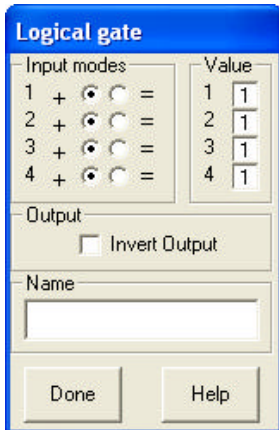 Logical gate
Input modes Value
1 + = 1 1
2 + = 2 1
3 + = 3 1
4 + = 4 1
Output
Invert Output
Name
Done Help